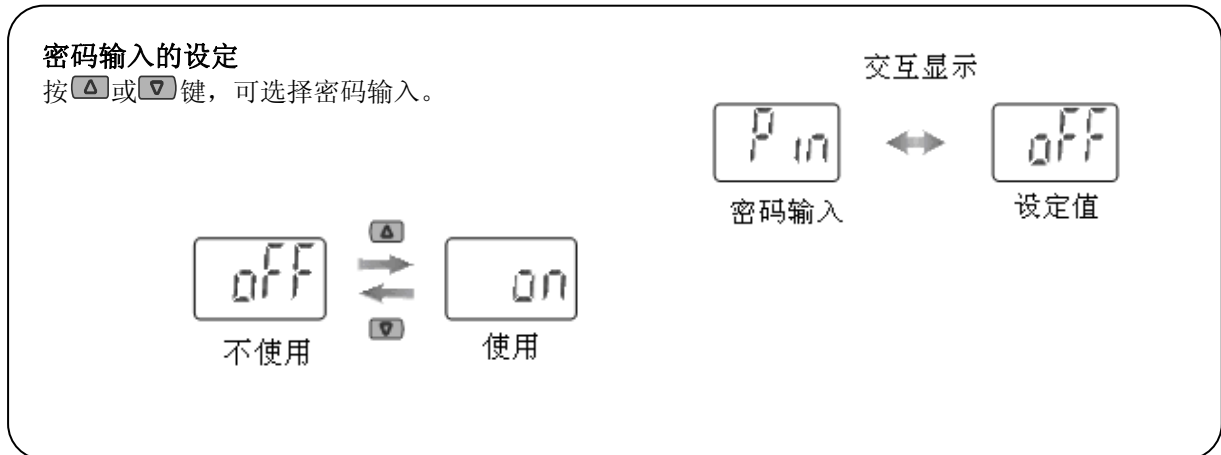 密码输入的设定
按△或▽键，可选择密码输入。
交互显示
Pin
oFF
密码输入
设定值
△
oFF
on
▽
不使用
使用